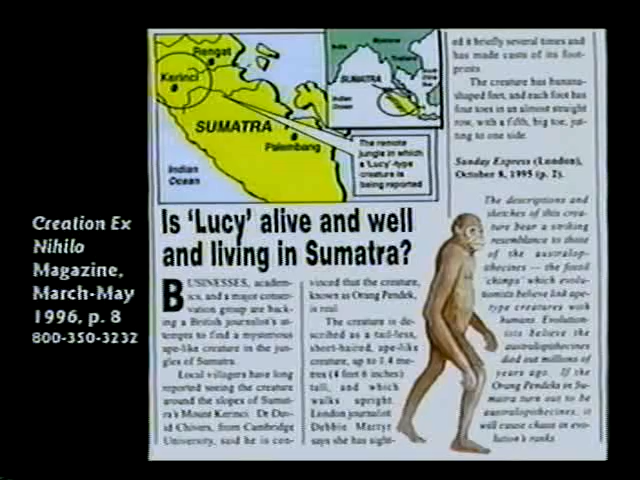 Creation Ex
Nihilo
Magazine,
March-May
1996, p. 8
800-350-3232
Rengat
Kerinci
SUMATRA
Palembang
Indian
Ocean
India
Myanmar
Thailand
SUMATRA
Indian
Ocean
The remote
jungle in which
a 'Lucy'-type
creature is
being reported
Is 'Lucy' alive and well
and living in Sumatra?
BUSINESSES, academ-
ics, and a major conser-
vation group are back-
ing a British journalist's at-
tempts to find a mysterious
ape-like creature in the jun-
gles of Sumatra.
Local villagers have long
reported seeing the creature
around the slopes of Sumat-
ra's Mount Kerinci. Dr Dav-
id Chivers, from Cambridge
University, said he is con-
vinced that the creature,
known as Orang Pendek,
is real.
The creature is de-
scribed as a tail-less,
short-haired, ape-like
creature, up to 1.4 me-
tres (4 feet 6 inches)
tall, and which
walks upright.
London journalist
Debbie Martyr
says she has sight-
ed it briefly several times and
has made casts of its foot-
prints.
The creature has banana-
shaped feet, and each foot has
four toes in an almost straight
row, with a fifth, big toe, jut-
ting to one side.
Sunday Express (London),
October 8, 1995 (p. 2).
The descriptions and
sketches of this crea-
ture bear a striking
resemblance to those
of the australop-
ithecines — the fossil
'chimps' which evolu-
tionists believe link ape-
type creatures with
humans. Evolution-
ists believe the
australopithecines
died out millions of
years ago. If the
Orang Pendeks in Su-
matra turn out to be
australopithecines, it
will cause chaos in evo-
lution's ranks.